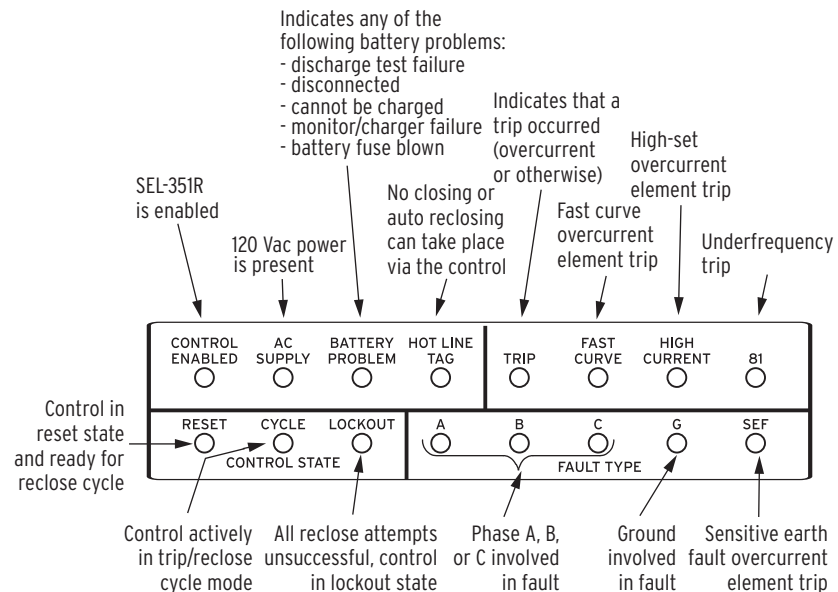 Indicates any of the
following battery problems:
- discharge test failure
- disconnected
- cannot be charged
- monitor/charger failure
- battery fuse blown
Indicates that a
trip occurred
(overcurrent
or otherwise)
High-set
overcurrent
element trip
SEL-351R
is enabled
No closing or
auto reclosing
can take place
via the control
Fast curve
overcurrent
element trip
120 Vac power
is present
Underfrequency
trip
CONTROL
ENABLED
AC
SUPPLY
BATTERY
PROBLEM
HOT LINE
TAG
TRIP
FAST
CURVE
HIGH
CURRENT
81
Control in
reset state
and ready for
reclose cycle
RESET
CYCLE
LOCKOUT
CONTROL STATE
A
B
C
G
SEF
FAULT TYPE
Control actively
in trip/reclose
cycle mode
All reclose attempts
unsuccessful, control
in lockout state
Phase A, B,
or C involved
in fault
Ground
involved
in fault
Sensitive earth
fault overcurrent
element trip